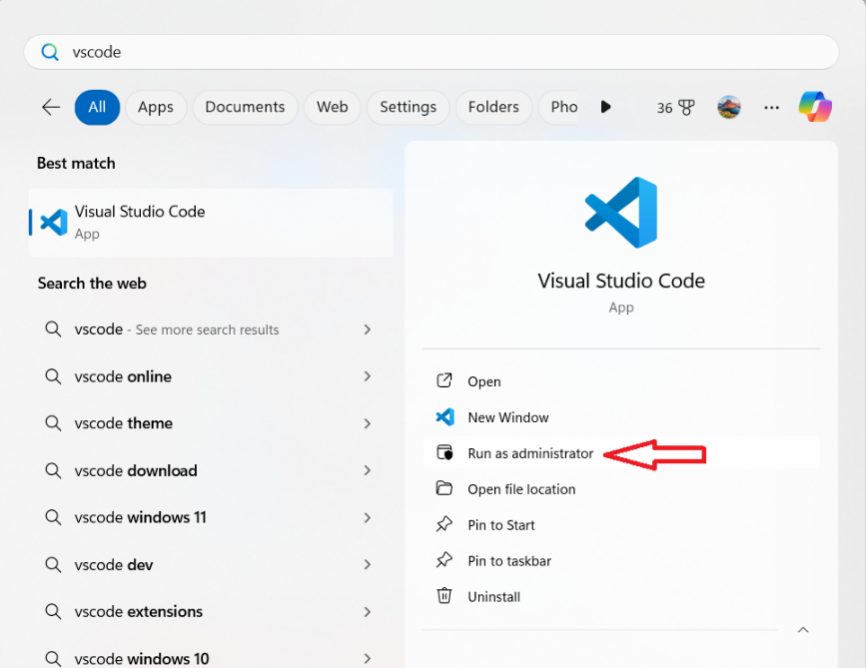 vscode
All
Apps
Documents
Web
Settings
Folders
Pho
36
Best match
Visual Studio Code
App
Search the web
vscode - See more search results
vscode online
vscode theme
vscode download
vscode windows 11
vscode dev
vscode extensions
vscode windows 10
Visual Studio Code
App
Open
New Window
Run as administrator
Open file location
Pin to Start
Pin to taskbar
Uninstall